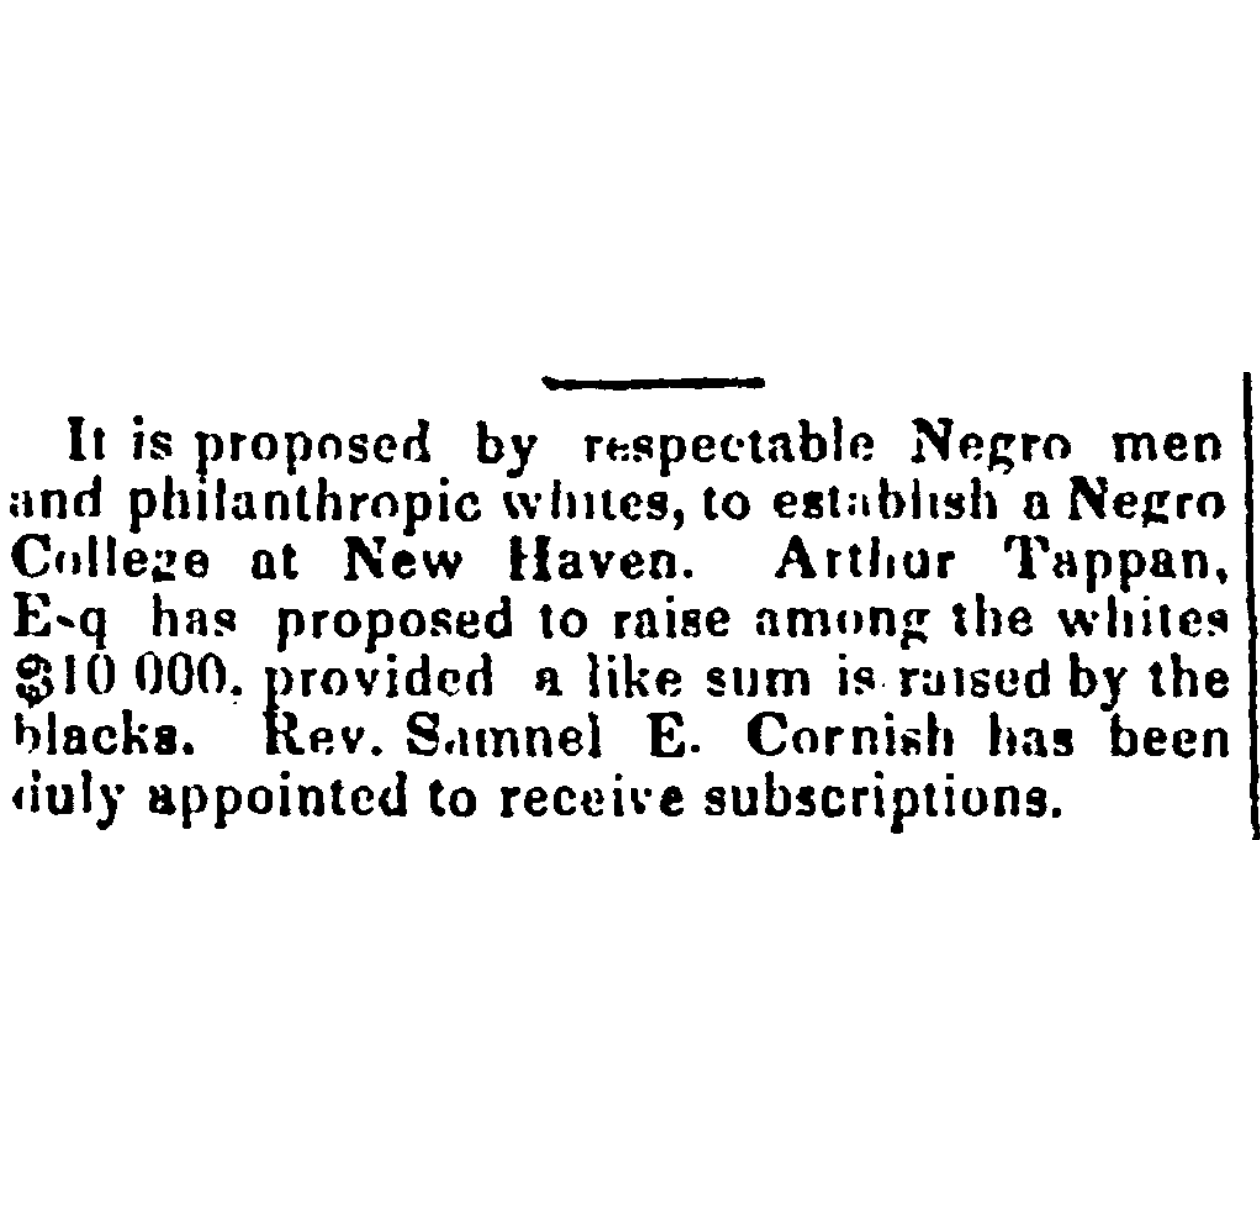 It is proposed by respectable Negro men
and philanthropic whites, to establish a Negro
College at New Haven. Arthur Tappan,
Esq has proposed to raise among the whites
$10 000. provided a like sum is raised by the
blacks. Rev. Samnel E. Cornish has been
duly appointed to receive subscriptions.